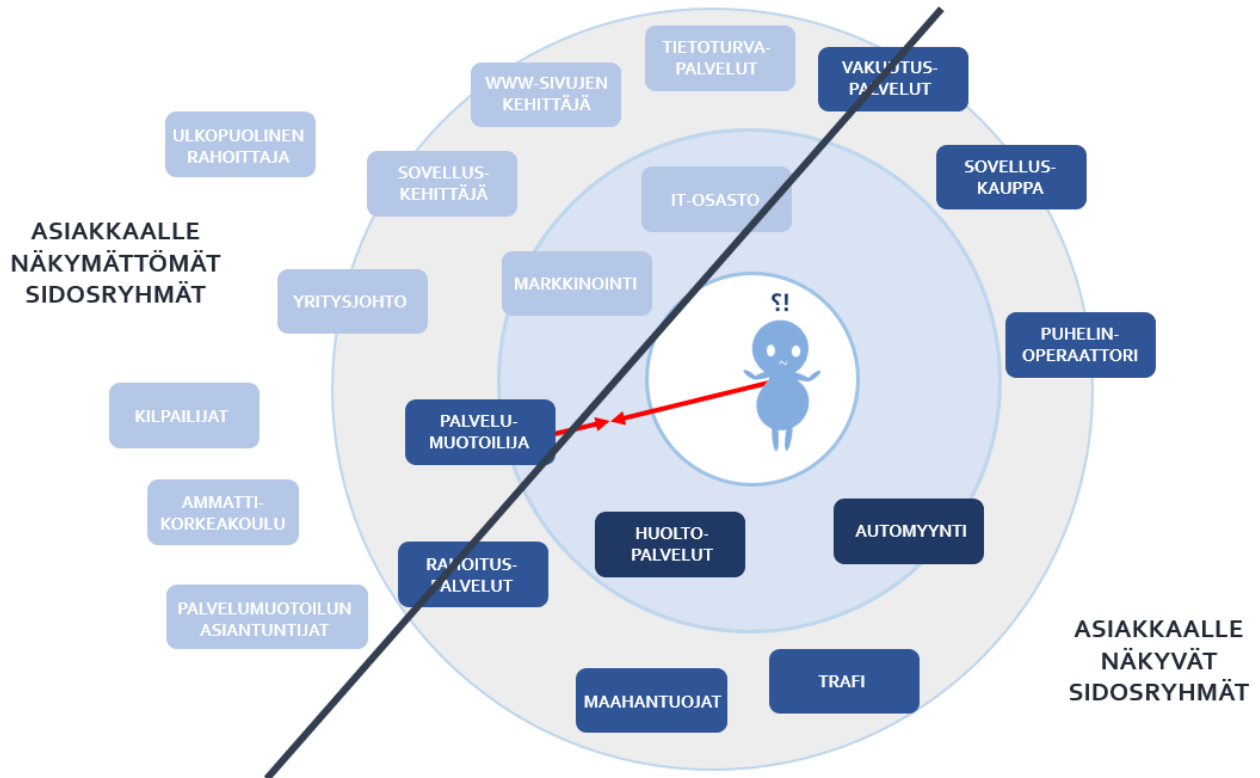 TIETOTURVA-
PALVELUT
VAKUUTUS-
PALVELUT
WWW-SIVUJEN
KEHITTÄJÄ
ULKOPUOLINEN
RAHOITTAJA
SOVELLUS-
KEHITTÄJÄ
IT-OSASTO
SOVELLUS-
KAUPPA
ASIAKKAALLE
NÄKYMÄTTÖMÄT
SIDOSRYHMÄT
YRITYSJOHTO
MARKKINOINTI
?!
PUHELIN-
OPERAATTORI
KILPAILIJAT
PALVELU-
MUOTOILIJA
AMMATTI-
KORKEAKOULU
HUOLTO-
PALVELUT
AUTOMYYNTI
RAHOITUS-
PALVELUT
PALVELUMUOTOILUN
ASIANTUNTIJAT
ASIAKKAALLE
NÄKYVÄT
SIDOSRYHMÄT
MAAHANTUOJAT
TRAFI